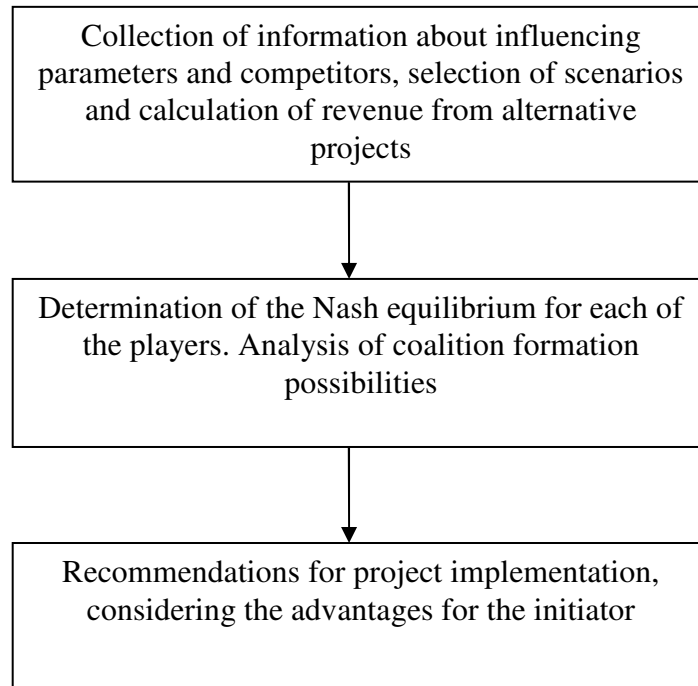 Collection of information about influencing
parameters and competitors, selection of scenarios
and calculation of revenue from alternative
projects
Determination of the Nash equilibrium for each of
the players. Analysis of coalition formation
possibilities
Recommendations for project implementation,
considering the advantages for the initiator